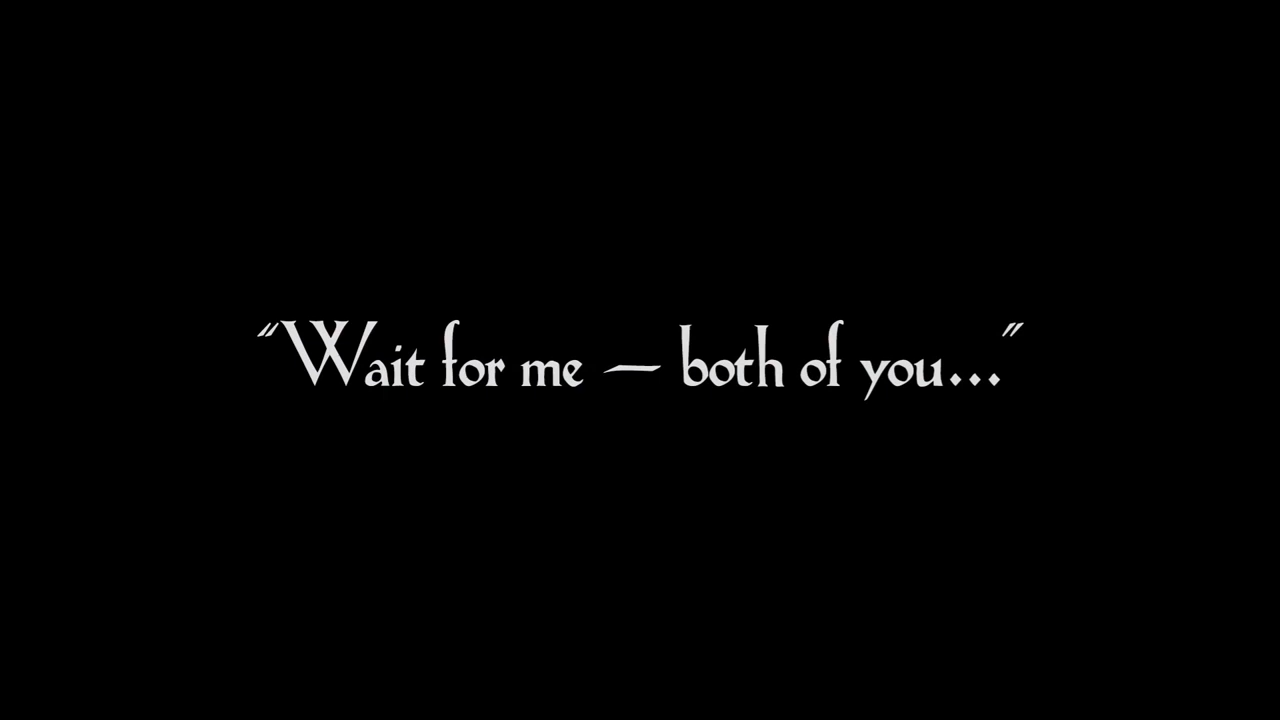 “Wait for me — both of you...”